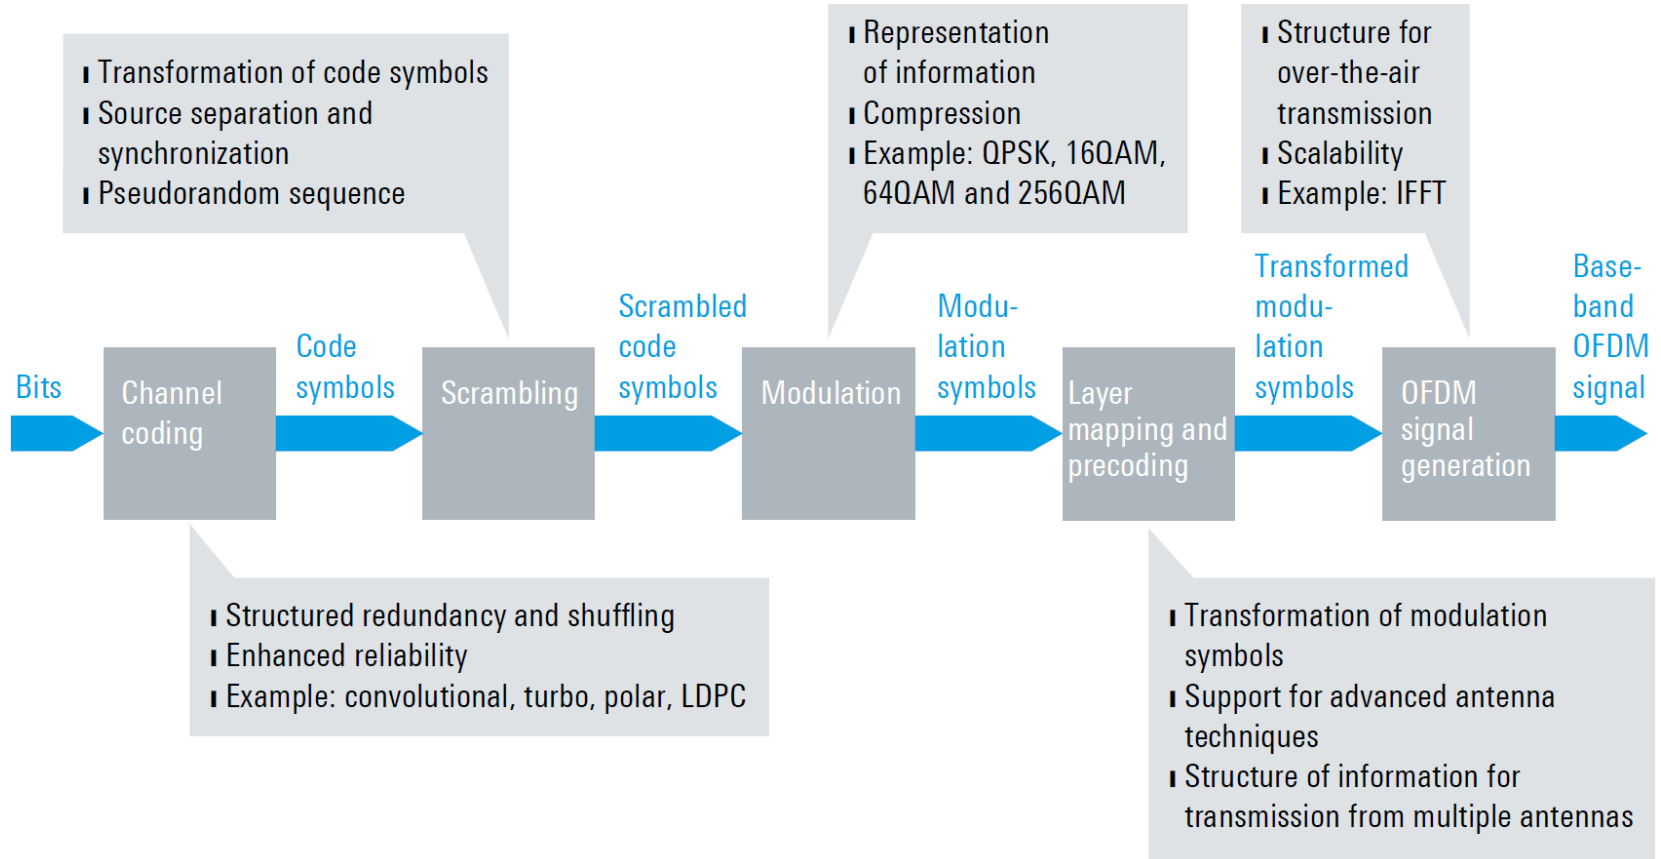 ▪ Transformation of code symbols
▪ Source separation and
synchronization
▪ Pseudorandom sequence
▪ Representation
of information
▪ Compression
▪ Example: QPSK, 16QAM,
64QAM and 256QAM
▪ Structure for
over-the-air
transmission
▪ Scalability
▪ Example: IFFT
Bits
Channel
coding
Code
symbols
Scrambling
Scrambled
code
symbols
Modulation
Modu-
lation
symbols
Layer
mapping and
precoding
Transformed
modu-
lation
symbols
OFDM
signal
generation
Base-
band
OFDM
signal
▪ Structured redundancy and shuffling
▪ Enhanced reliability
▪ Example: convolutional, turbo, polar, LDPC
▪ Transformation of modulation
symbols
▪ Support for advanced antenna
techniques
▪ Structure of information for
transmission from multiple antennas